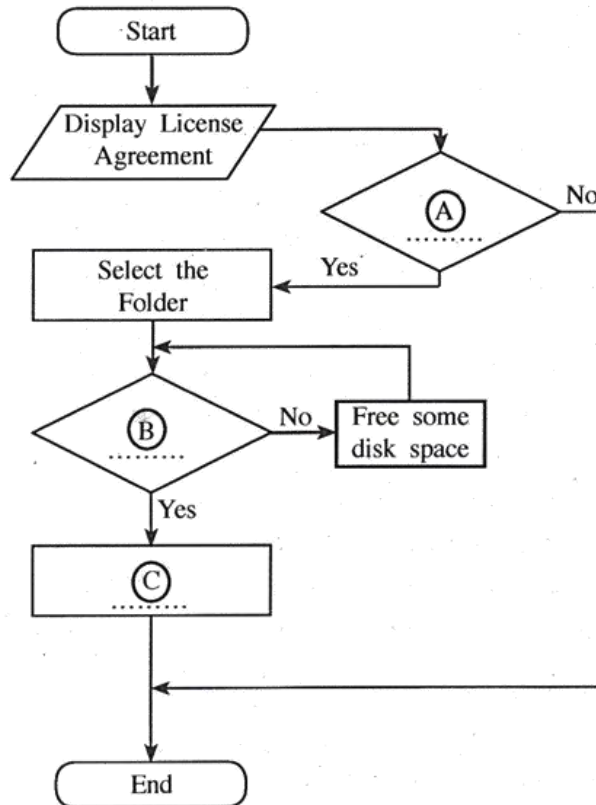 Start
Display License
Agreement
A
No
Yes
Select the
Folder
B
No
Free some
disk space
Yes
C
End